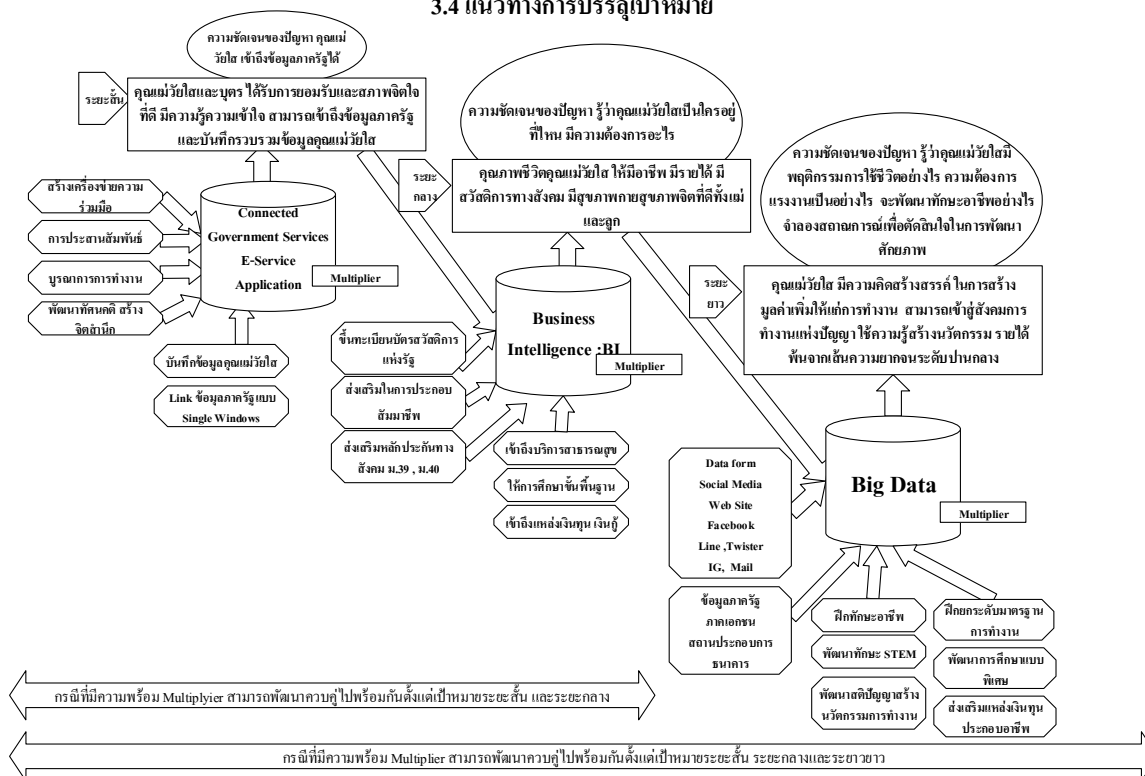 3.4 แนวทางการบรรลุเป้าหมาย
ความชัดเจนของปัญหา คุณแม่
วัยใส เข้าถึงข้อมูลภาครัฐได้
ระยะสั้น
คุณแม่วัยใสและบุตร ได้รับการยอมรับและสภาพจิตใจ
ที่ดี มีความรู้ความเข้าใจ สามารถเข้าถึงข้อมูลภาครัฐ
และบันทึกรวบรวมข้อมูลคุณแม่วัยใส
สร้างเครื่องข่ายความ
ร่วมมือ
การประสานสัมพันธ์
บูรณาการการทำงาน
พัฒนาทัศนคติ สร้าง
จิตสำนึก
Connected
Government Services
E-Service
Application
Multiplier
บันทึกข้อมูลคุณแม่วัยใส
Link ข้อมูลภาครัฐแบบ
Single Windows
ความชัดเจนของปัญหา รู้ว่าคุณแม่วัยใสเป็นใครอยู่
ที่ไหน มีความต้องการอะไร
ระยะ
กลาง
คุณภาพชีวิตคุณแม่วัยใส ให้มีอาชีพ มีรายได้ มี
สวัสดิการทางสังคม มีสุขภาพกายสุขภาพจิตที่ดีทั้งแม่
และลูก
Business
Intelligence :BI
Multiplier
ขึ้นทะเบียนบัตรสวัสดิการ
แห่งรัฐ
ส่งเสริมในการประกอบ
สัมมาชีพ
ส่งเสริมหลักประกันทาง
สังคม ม.39 , ม.40
เข้าถึงบริการสาธารณสุข
ให้การศึกษาขั้นพื้นฐาน
เข้าถึงแหล่งเงินทุน เงินกู้
ความชัดเจนของปัญหา รู้ว่าคุณแม่วัยใสมี
พฤติกรรมการใช้ชีวิตอย่างไร ความต้องการ
แรงงานเป็นอย่างไร จะพัฒนาทักษะอาชีพอย่างไร
จำลองสถาณการณ์เพื่อตัดสินใจในการพัฒนา
ศักยภาพ
ระยะ
ยาว
คุณแม่วัยใส มีความคิดสร้างสรรค์ ในการสร้าง
มูลค่าเพิ่มให้แก่การทำงาน สามารถเข้าสู่สังคมการ
ทำงานแห่งปัญญา ใช้ความรู้สร้างนวัตกรรม รายได้
พ้นจากเส้นความยากจนระดับปานกลาง
Big Data
Multiplier
Data form
Social Media
Web Site
Facebook
Line ,Twister
IG, Mail
ข้อมูลภาครัฐ
ภาคเอกชน
สถานประกอบการ
ธนาคาร
ฝึกทักษะอาชีพ
พัฒนาทักษะ STEM
พัฒนาสติปัญญาสร้าง
นวัตกรรมการทำงาน
ฝึกยกระดับมาตรฐาน
การทำงาน
พัฒนาการศึกษาแบบ
พิเศษ
ส่งเสริมแหล่งเงินทุน
ประกอบอาชีพ
กรณีที่มีความพร้อม Multiplyier สามารถพัฒนาควบคู่ไปพร้อมกันตั้งแต่เป้าหมายระยะสั้น และระยะกลาง
กรณีที่มีความพร้อม Multiplier สามารถพัฒนาควบคู่ไปพร้อมกันตั้งแต่เป้าหมายระยะสั้น ระยะกลางและระยาวยาว